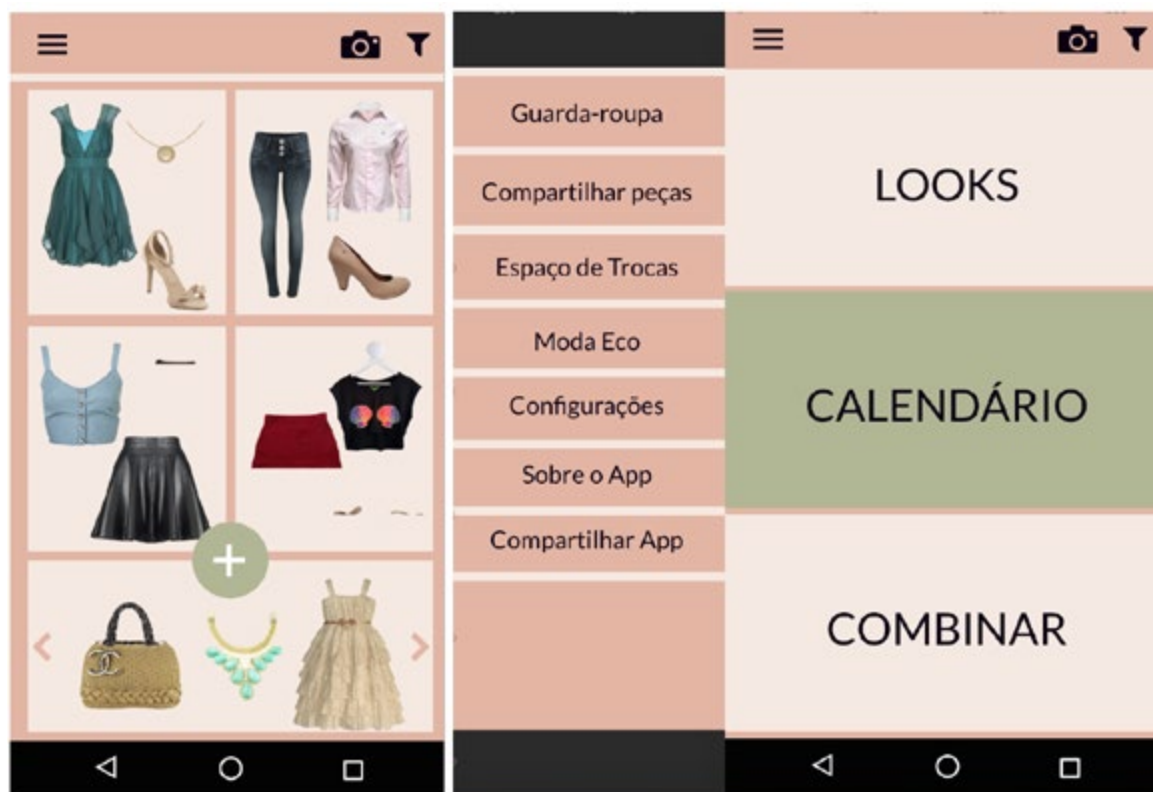 Guarda-roupa
Compartilhar peças
Espaço de Trocas
Moda Eco
Configurações
Sobre o App
Compartilhar App
LOOKS
CALENDÁRIO
COMBINAR